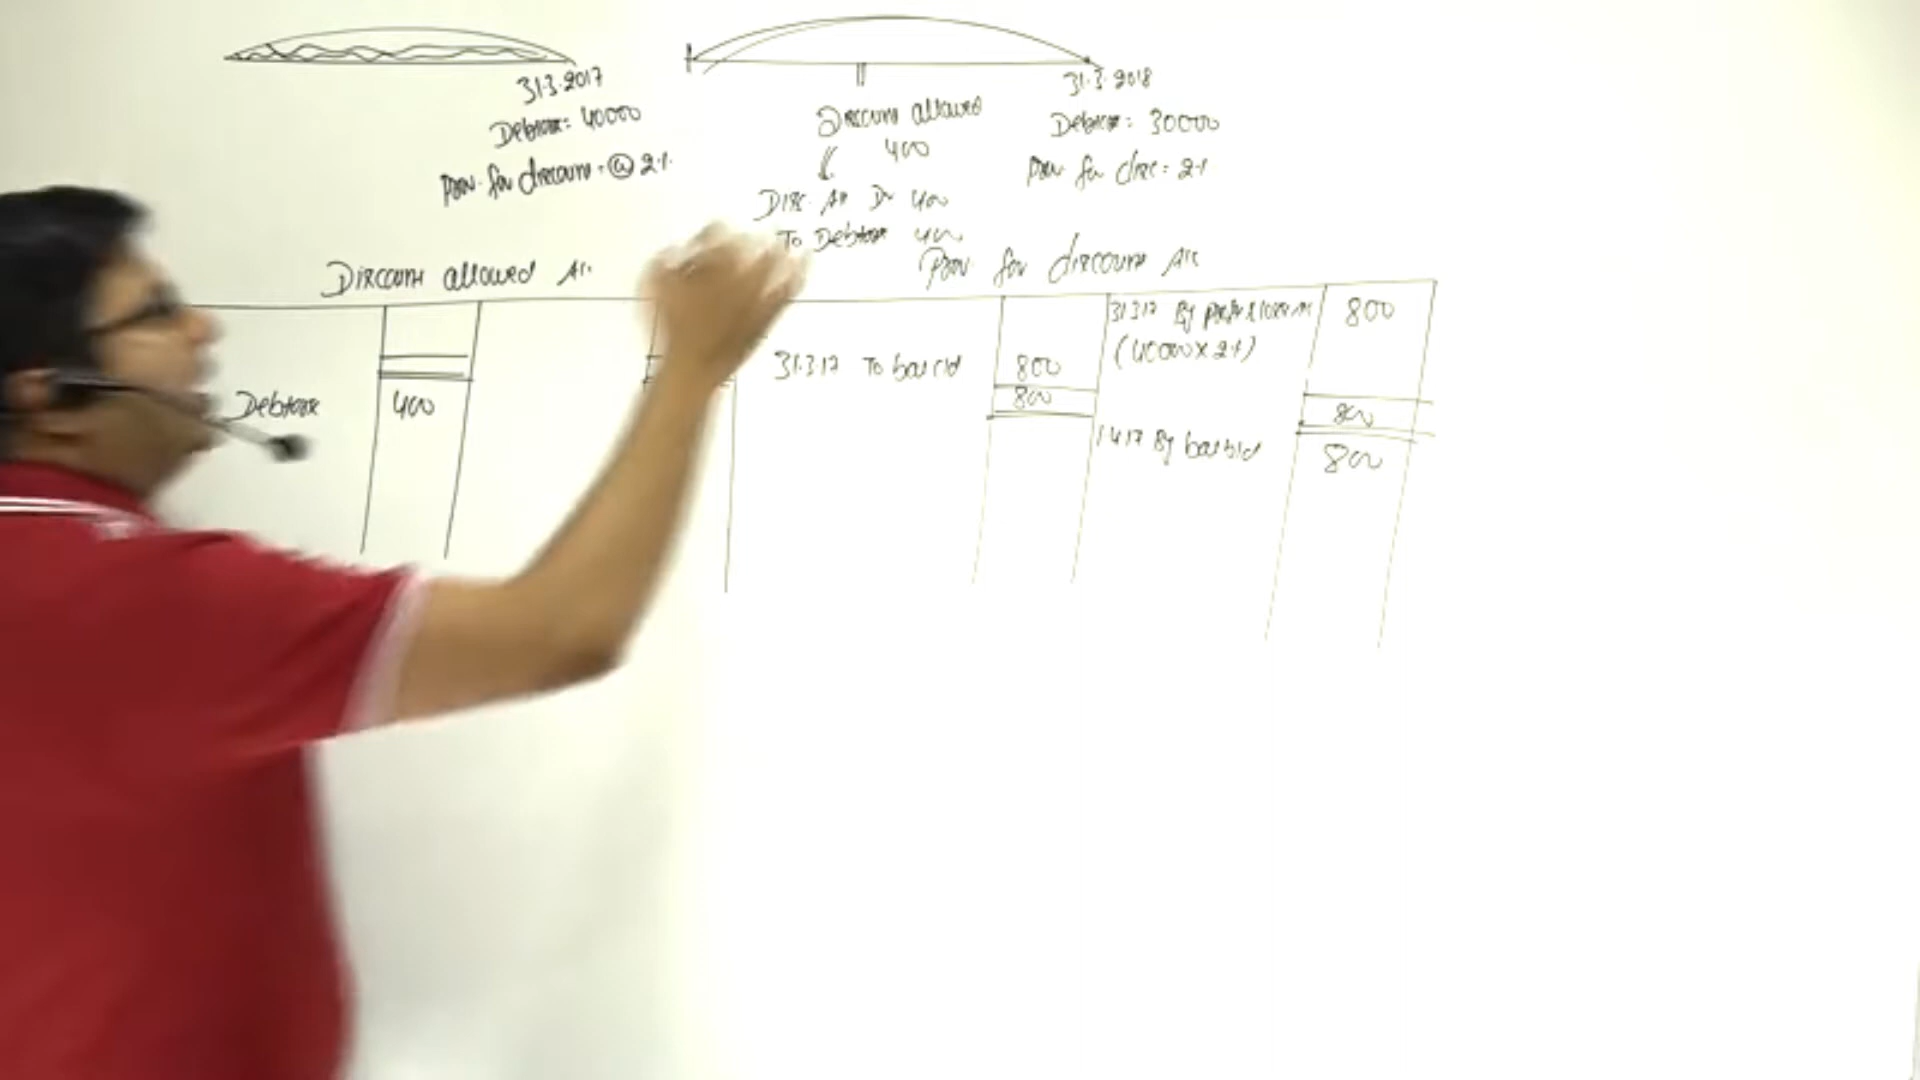 31.3.2017
Debtors = 40000
Prov. for discount = @ 2%
Discount allowed
400
Disc. All Dr 400
To Debtors 400
31.3.2018
Debtors = 30000
Prov for disc = 2%
Discount allowed A/c
Debtors 400
Prov for discount A/c
31.3.17 To bal c/d 800
800
31.3.17 By 800
(40000 x 2%)
800
1.4.17 By bal b/d 800